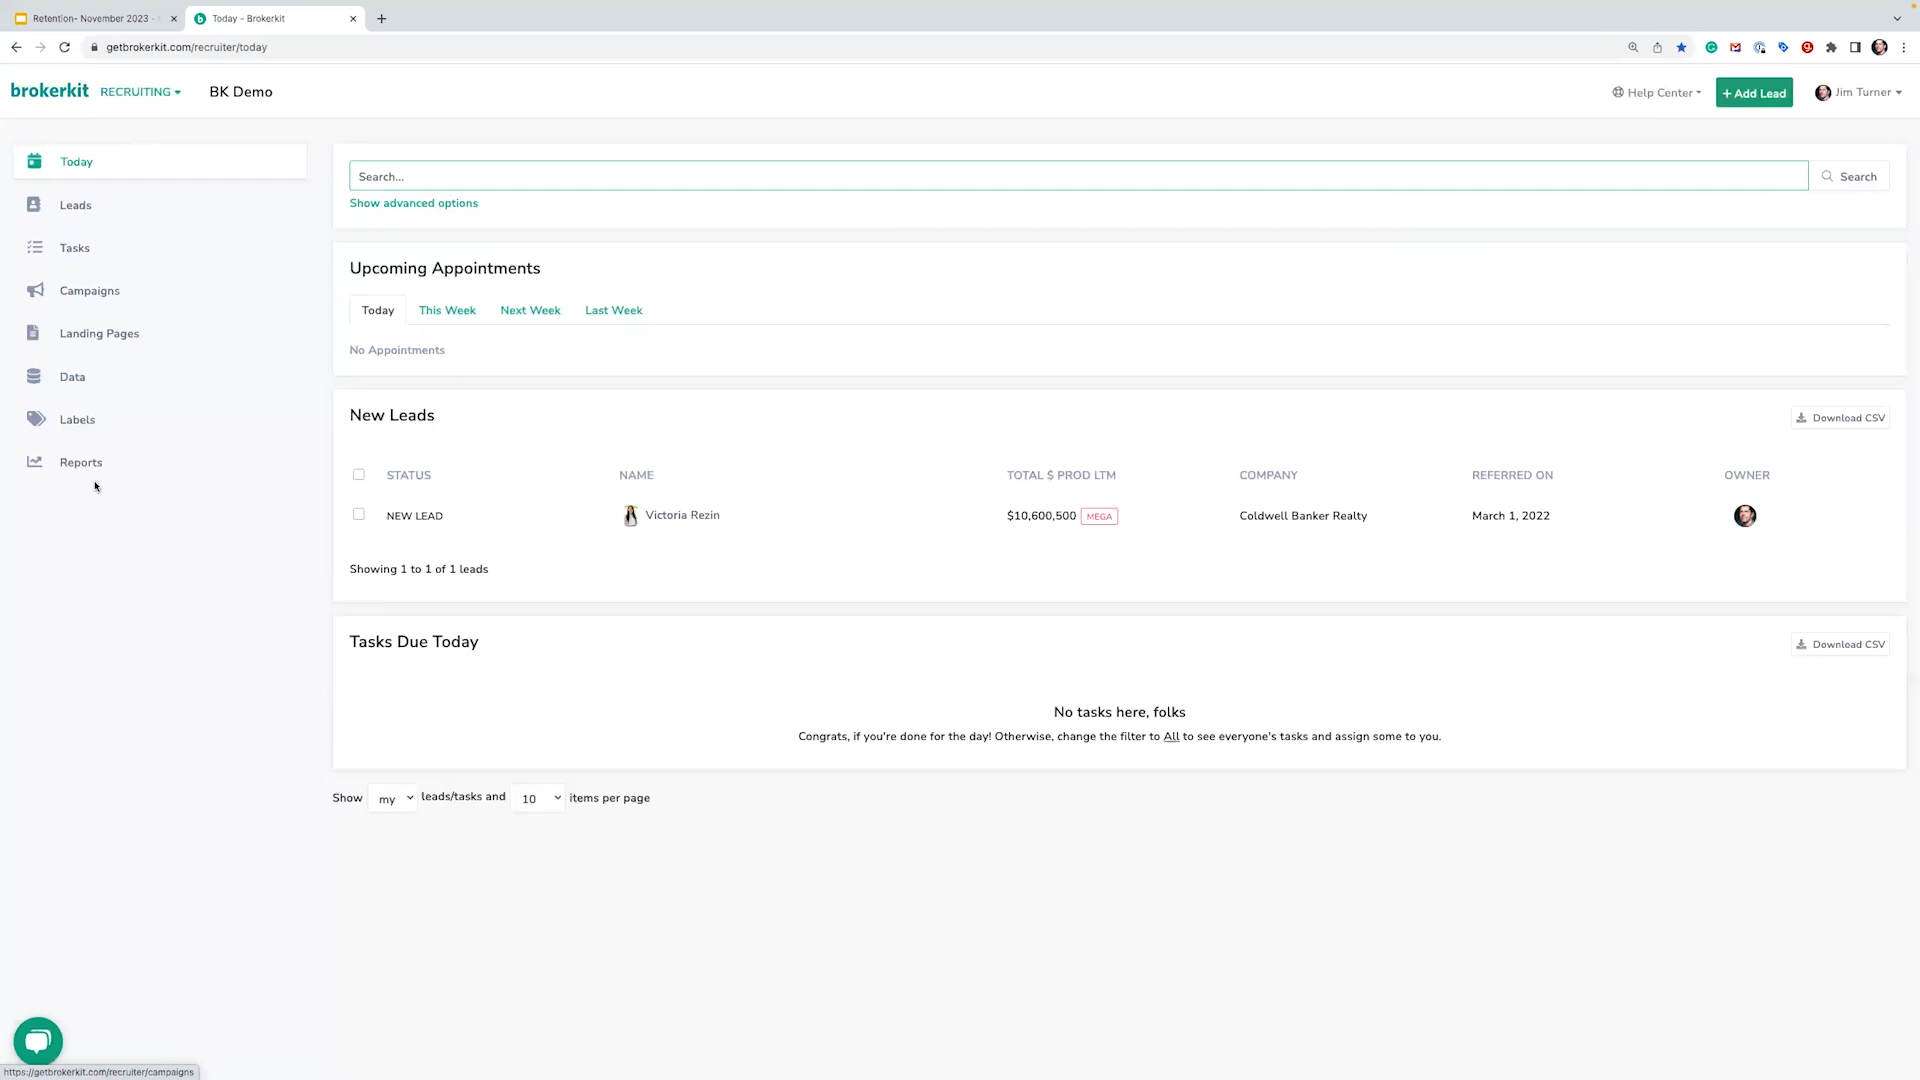 Retention- November 2023 -
Today - Brokerkit
getbrokerkit.com/recruiter/today
brokerkit RECRUITING BK Demo
Help Center
+ Add Lead
Jim Turner
Today
Leads
Tasks
Campaigns
Landing Pages
Data
Labels
Reports
Search...
Search
Show advanced options
Upcoming Appointments
Today This Week Next Week Last Week
No Appointments
New Leads
Download CSV
STATUS NAME TOTAL $ PROD LTM COMPANY REFERRED ON OWNER
NEW LEAD Victoria Rezin $10,600,500 MEGA Coldwell Banker Realty March 1, 2022
Showing 1 to 1 of 1 leads
Tasks Due Today
Download CSV
No tasks here, folks
Congrats, if you're done for the day! Otherwise, change the filter to All to see everyone's tasks and assign some to you.
Show my leads/tasks and 10 items per page
https://getbrokerkit.com/recruiter/campaigns